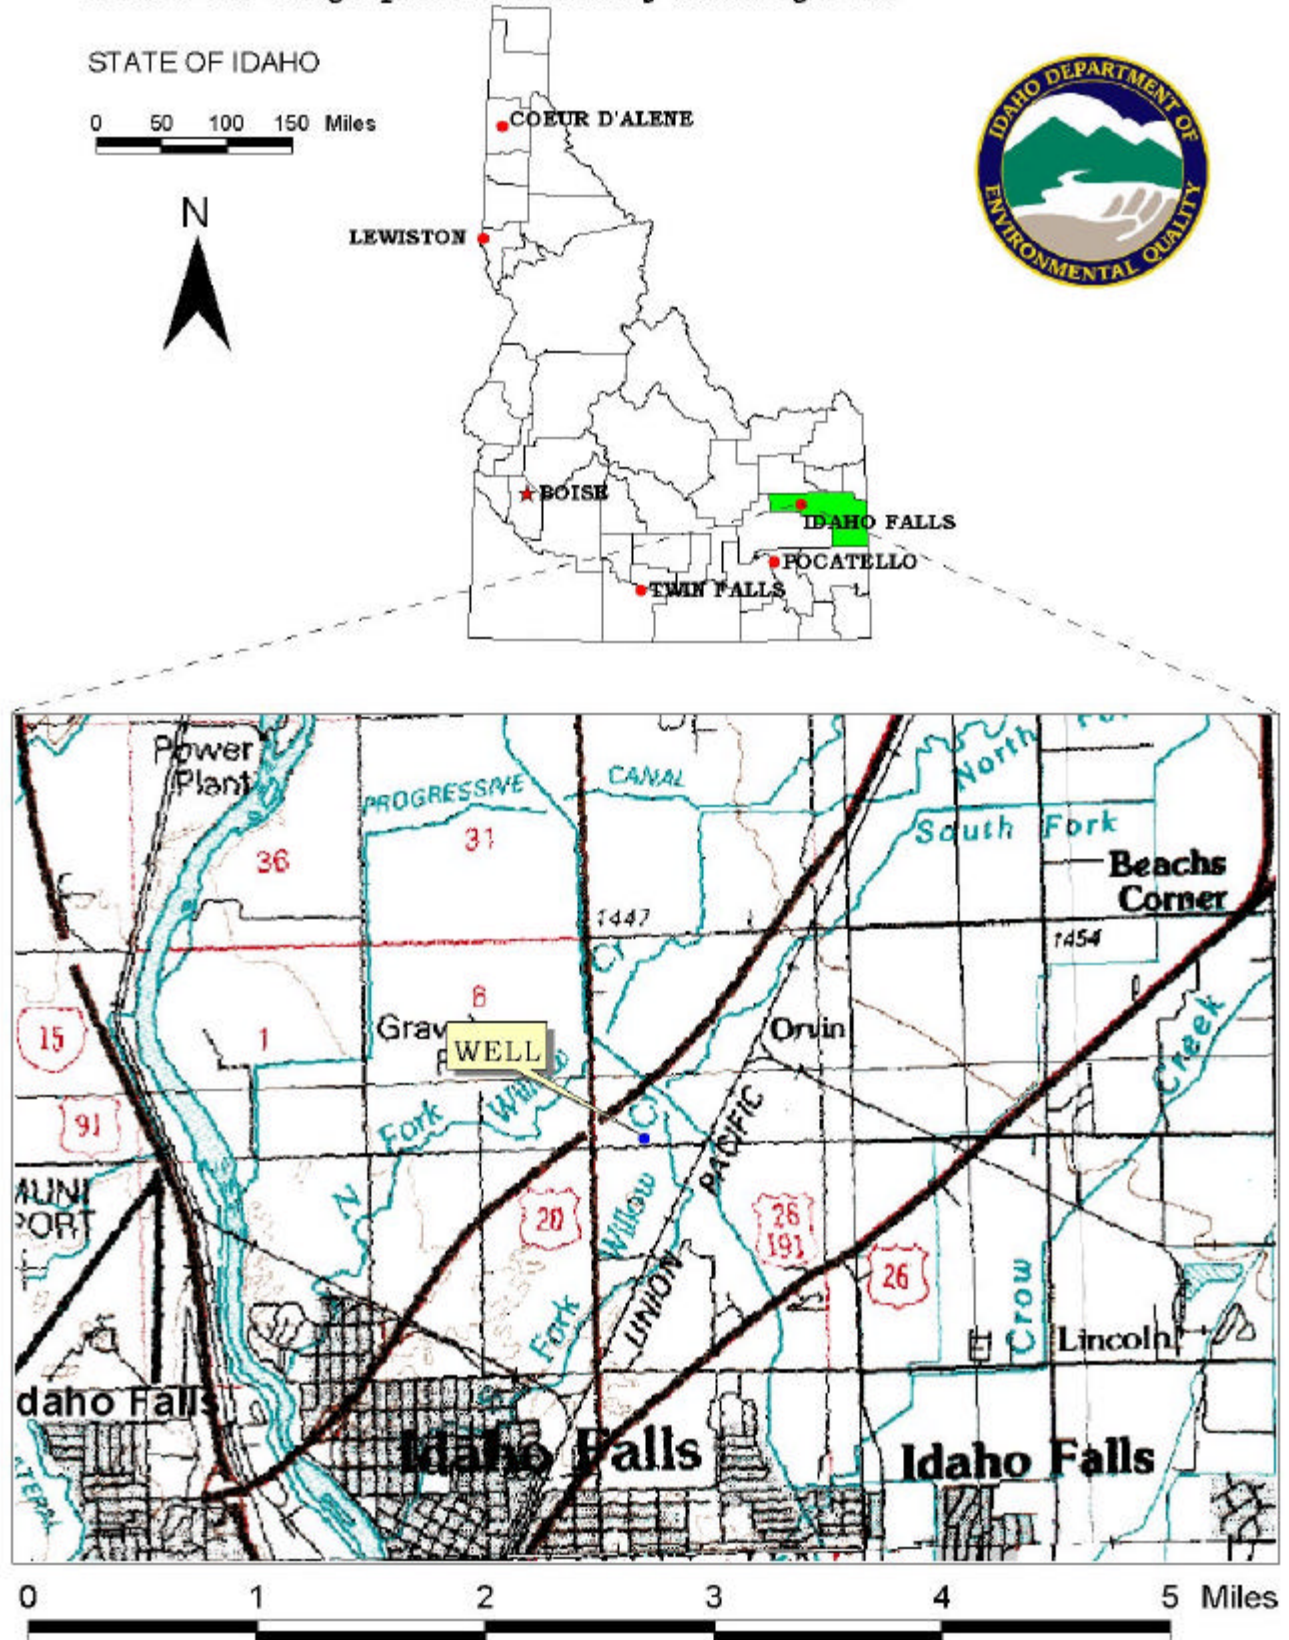 STATE OF IDAHO
0 50 100 150 Miles
N
COEUR D'ALENE
LEWISTON
BOISE
IDAHO FALLS
POCATELLO
TWIN FALLS
IDAHO DEPARTMENT OF
ENVIRONMENTAL QUALITY
Power
Plant
PROGRESSIVE
CANAL
North
South Fork
36
31
Beachs
Corner
1447
1454
15
1
6
Grav
WELL
Orvin
Creek
91
Fork
Willow
PACIFIC
N
20
Willow
26
191
26
UNION
Fork
Crow
Lincoln
daho Falls
Idaho Falls
Idaho Falls
0 1 2 3 4 5 Miles